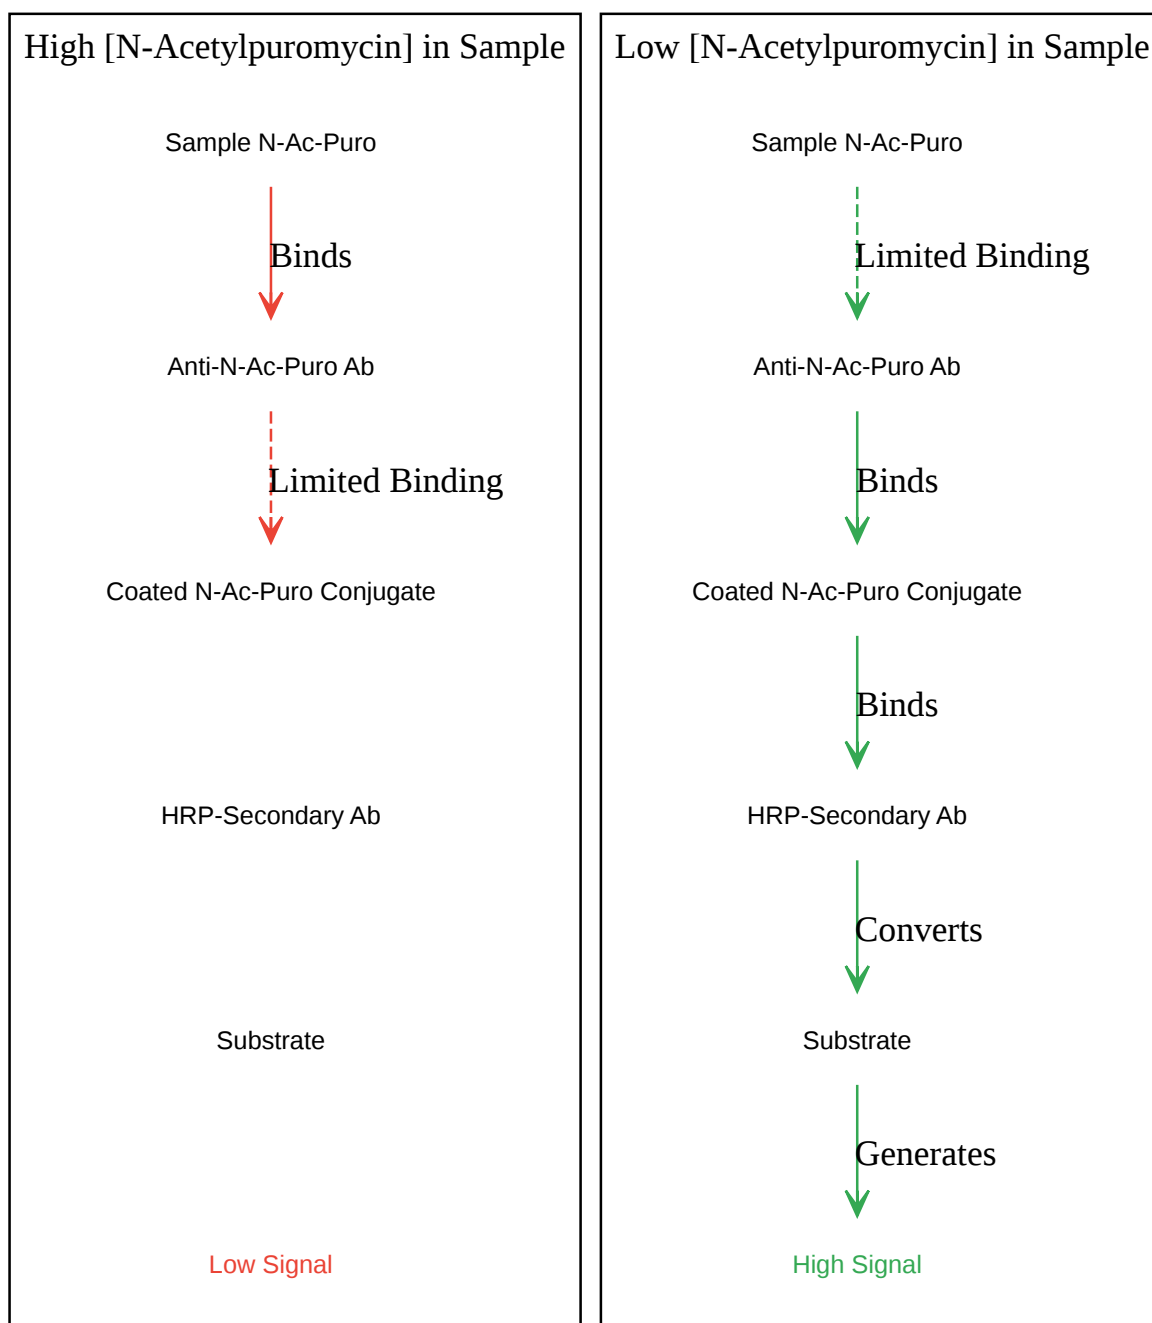 High [N-Acetylpuromycin] in Sample
Sample N-Ac-Puro
Binds
Anti-N-Ac-Puro Ab
Limited Binding
Coated N-Ac-Puro Conjugate
HRP-Secondary Ab
Substrate
Low Signal
Low [N-Acetylpuromycin] in Sample
Sample N-Ac-Puro
Limited Binding
Anti-N-Ac-Puro Ab
Binds
Coated N-Ac-Puro Conjugate
Binds
HRP-Secondary Ab
Converts
Substrate
Generates
High Signal